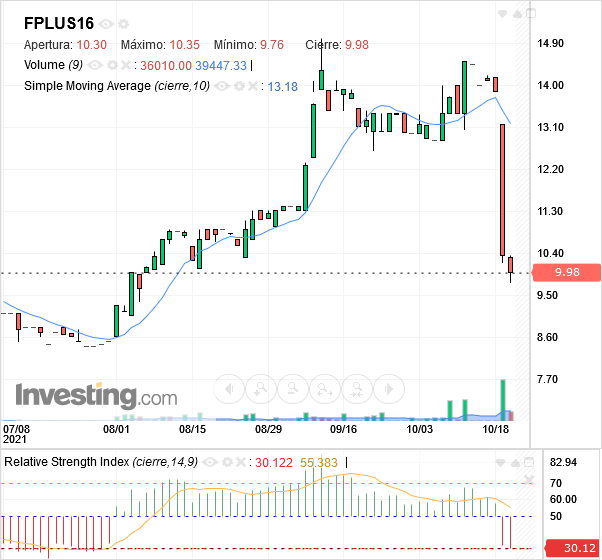 FPLUS16
Apertura: 10.30 Máximo: 10.35 Mínimo: 9.76 Cierre: 9.98
Volume (9) : 36010.00 39447.33
Simple Moving Average (cierre,10) : 13.18
14.90
14.00
13.10
12.20
11.30
10.40
9.98
9.50
8.60
7.70
Investing.com
07/08 08/01 08/15 08/29 09/16 10/03 10/18
2021
Relative Strength Index (cierre,14,9) : 30.122 55.383
82.94
70
60.00
50
30.12